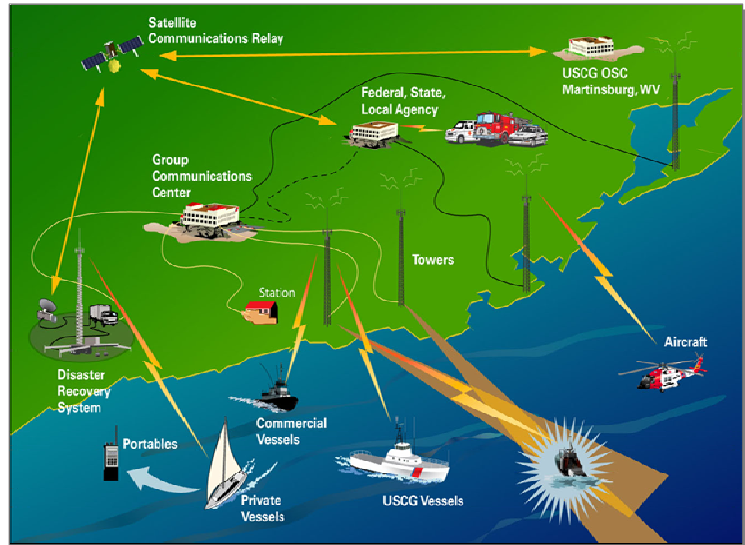 Satellite
Communications Relay
USCG OSC
Martinsburg, WV
Federal, State,
Local Agency
Group
Communications
Center
Towers
Station
Aircraft
Disaster
Recovery
System
Commercial
Vessels
Portables
Private
Vessels
USCG Vessels